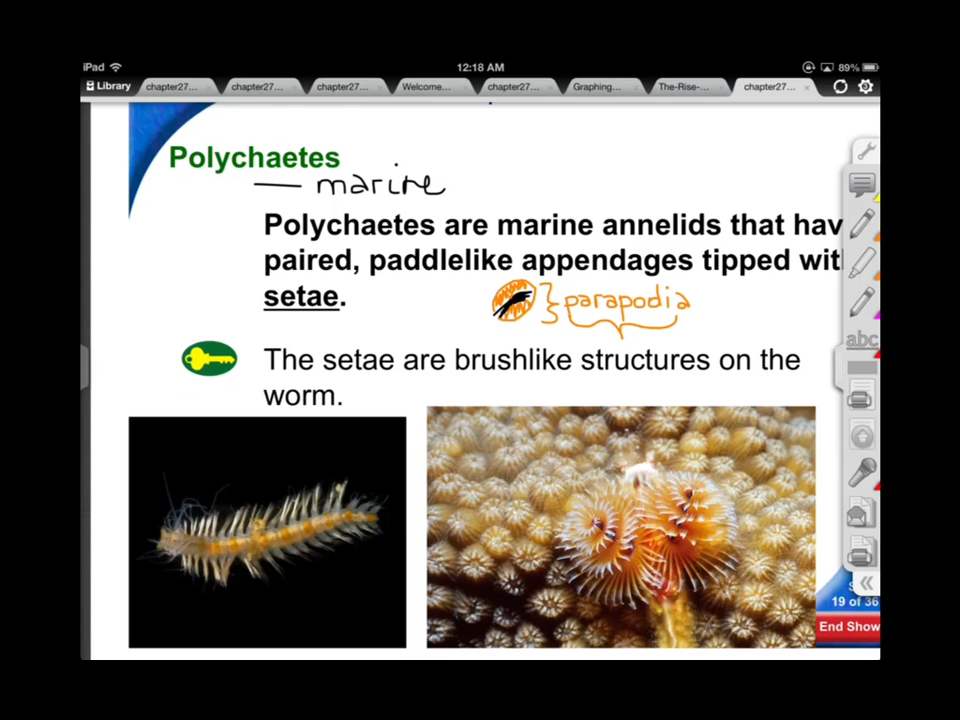 iPad 12:18 AM 89%
Library chapter27... chapter27... chapter27... Welcome... chapter27... Graphing... The-Rise-... chapter27...
Polychaetes
— marine
Polychaetes are marine annelids that hav
paired, paddlelike appendages tipped wit
setae.
} parapodia
The setae are brushlike structures on the
worm.
abc
19 of 36
End Show